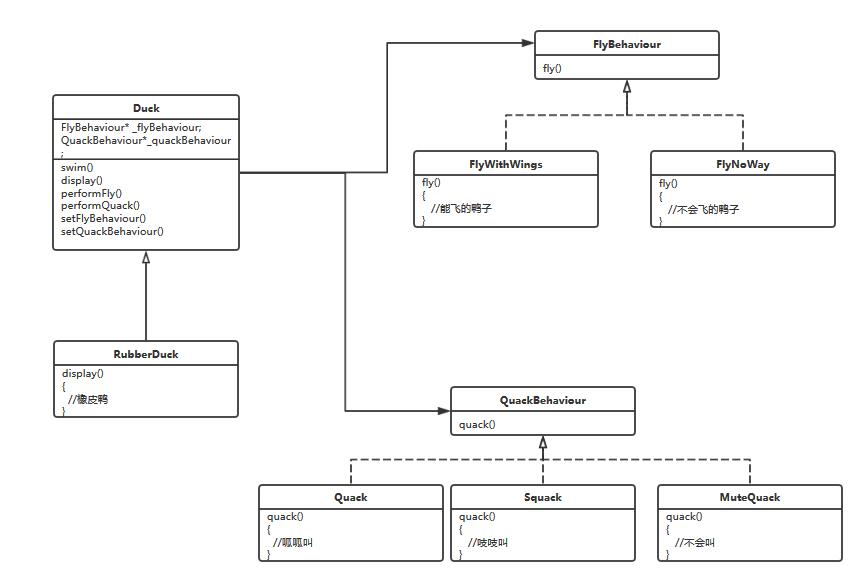 FlyBehaviour
fly()
Duck
FlyBehaviour* _flyBehaviour;
QuackBehaviour*_quackBehaviour
;
swim()
display()
performFly()
performQuack()
setFlyBehaviour()
setQuackBehaviour()
FlyWithWings
fly()
{
//能飞的鸭子
}
FlyNoWay
fly()
{
//不会飞的鸭子
}
RubberDuck
display()
{
//橡皮鸭
}
QuackBehaviour
quack()
Quack
quack()
{
//呱呱叫
}
Squack
quack()
{
//吱吱叫
}
MuteQuack
quack()
{
//不会叫
}